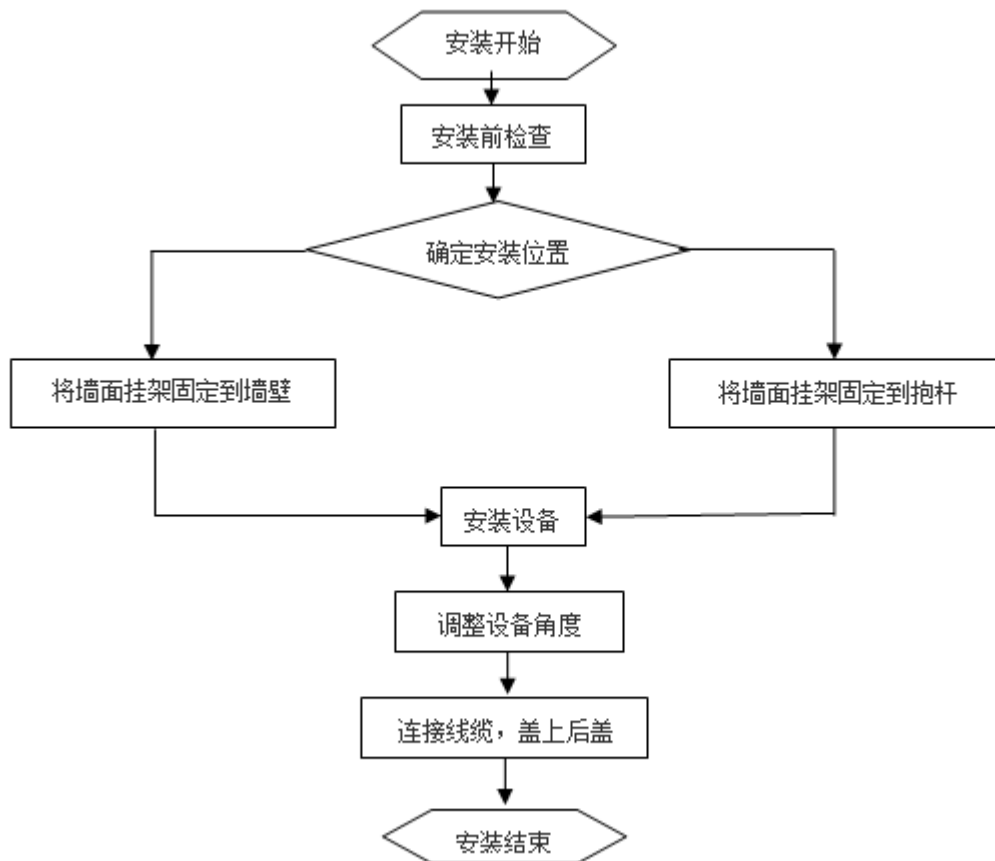 安装开始
安装前检查
确定安装位置
将墙面挂架固定到墙壁
将墙面挂架固定到抱杆
安装设备
调整设备角度
连接线缆，盖上后盖
安装结束